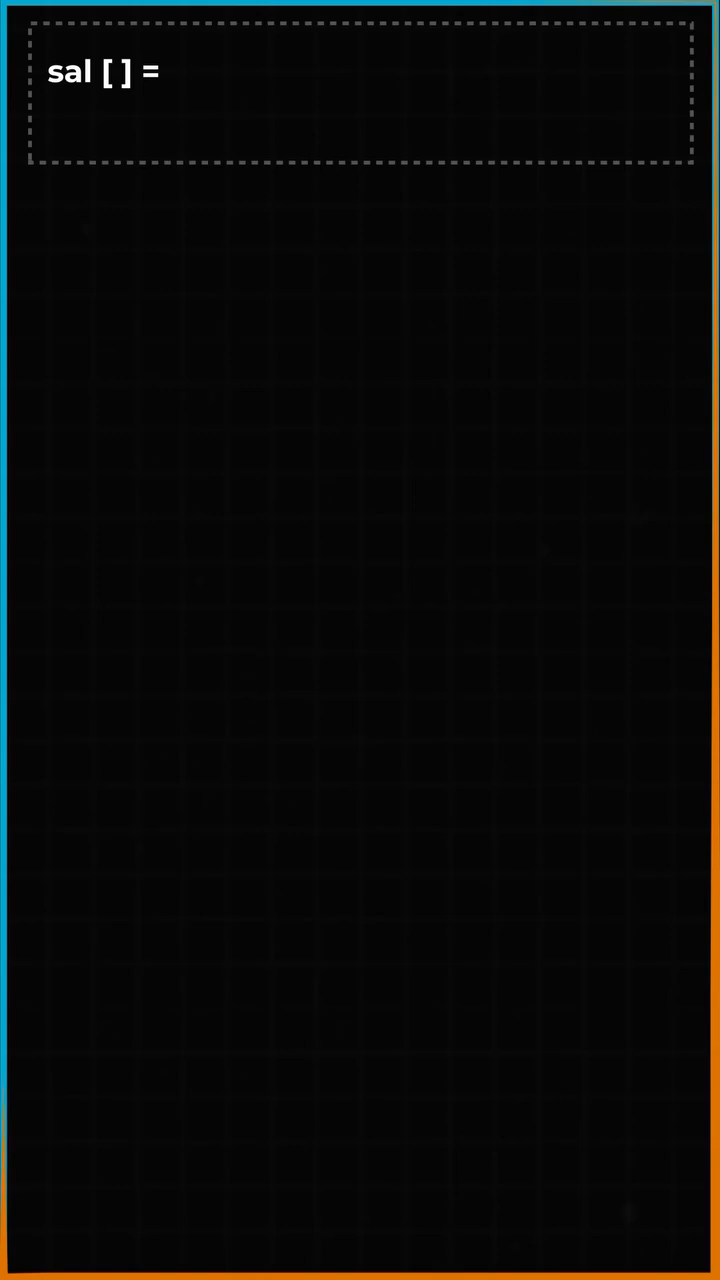 sal [ ] =